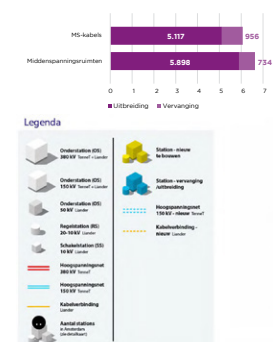 MS-kabels 5.117 956
Middenspanningsruimten 5.898 734
0 1 2 3 4 5 6 7
Uitbreiding Vervanging
Legenda
Onderstation (OS)
380 kV TenneT + Liander
Onderstation (OS)
150 kV TenneT + Liander
Onderstation (OS)
50 kV Liander
Regelstation (RS)
20-10 kV Liander
Schakelstation (SS)
10 kV Liander
Hoogspanningsnet
380 kV TenneT
Hoogspanningsnet
150 kV TenneT
Kabelverbinding
Liander
Aantal stations
in Amsterdam
Station - nieuw
te bouwen
Station - vervanging
/uitbreiding
Hoogspanningsnet
150 kV - nieuw TenneT
Kabelverbinding -
nieuw Liander